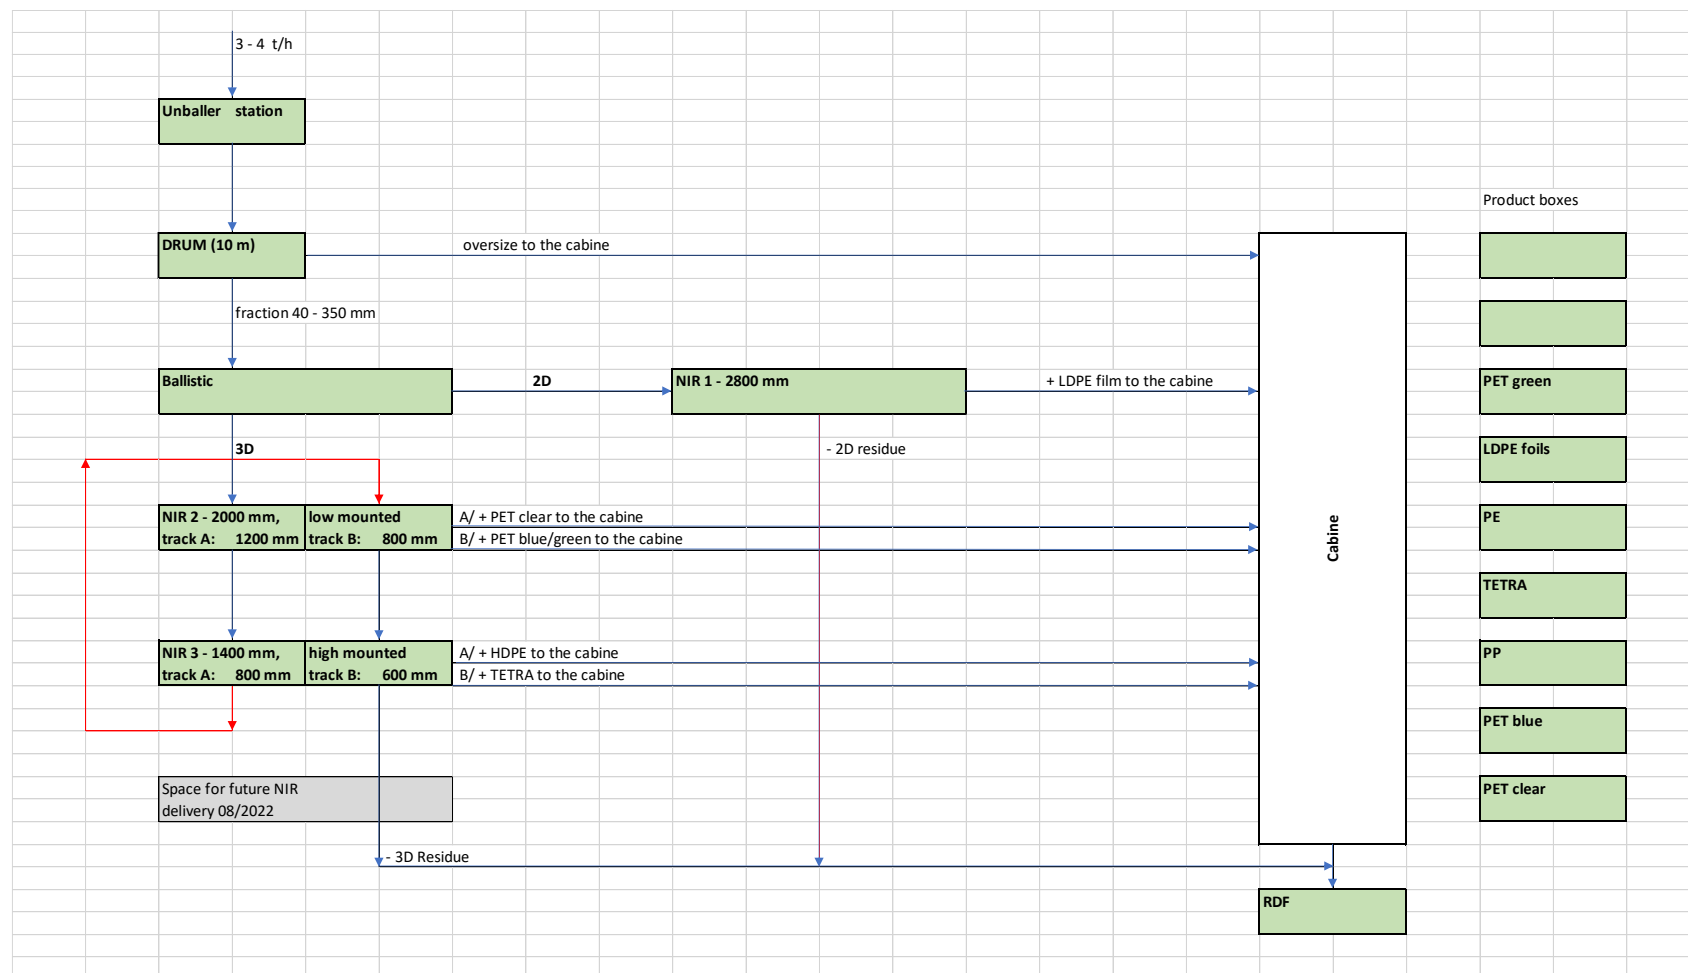 3 - 4 t/h
Unballer station
Product boxes
DRUM (10 m)
oversize to the cabine
fraction 40 - 350 mm
Ballistic
2D
NIR 1 - 2800 mm
+ LDPE film to the cabine
PET green
3D
- 2D residue
LDPE foils
NIR 2 - 2000 mm,
track A: 1200 mm
low mounted
track B: 800 mm
A/ + PET clear to the cabine
B/ + PET blue/green to the cabine
Cabine
PE
TETRA
NIR 3 - 1400 mm,
track A: 800 mm
high mounted
track B: 600 mm
A/ + HDPE to the cabine
B/ + TETRA to the cabine
PP
PET blue
Space for future NIR
delivery 08/2022
PET clear
- 3D Residue
RDF